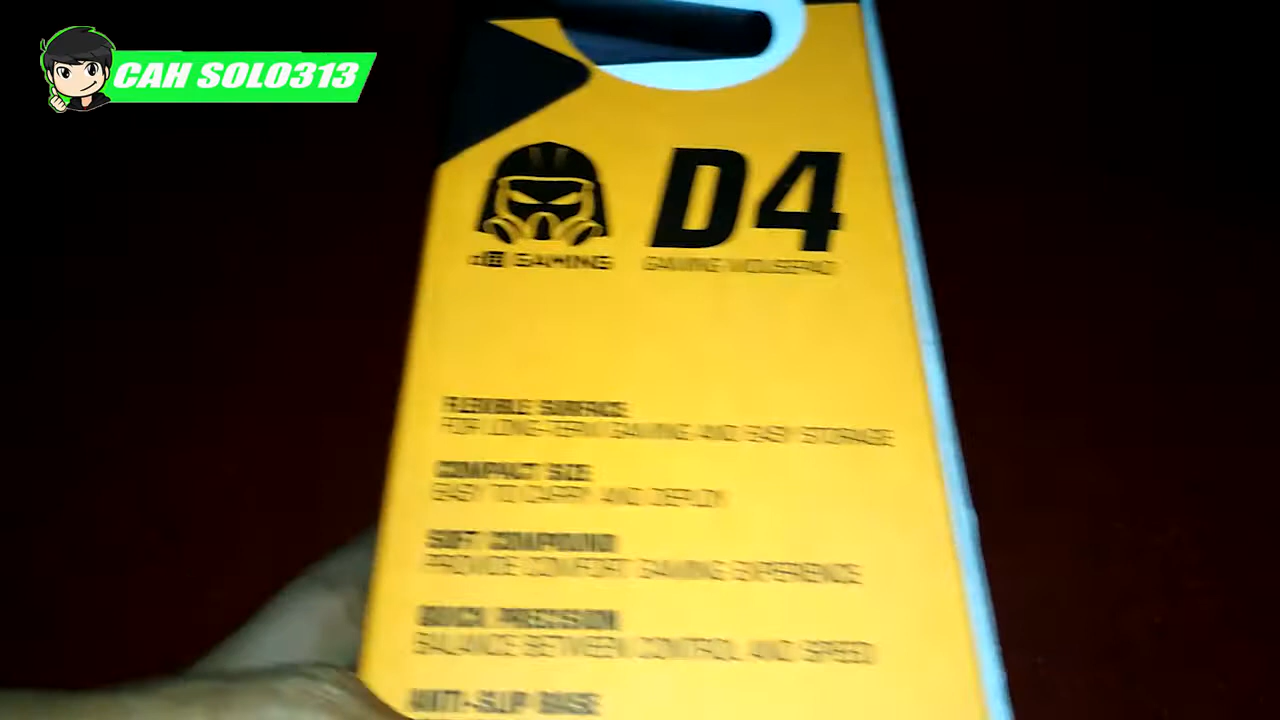 CAH SOLO313
D4
GAMING
GAMING MOUSEPAD
FLEXIBLE SURFACE
FOR LONG-TERM GAMING AND EASY STORAGE
COMPACT SIZE
EASY TO CARRY AND DEPLOY
SOFT COMPOUND
PROVIDE COMFORT GAMING EXPERIENCE
QUICK PRECISION
BALANCE BETWEEN CONTROL AND SPEED
ANTI-SLIP BASE